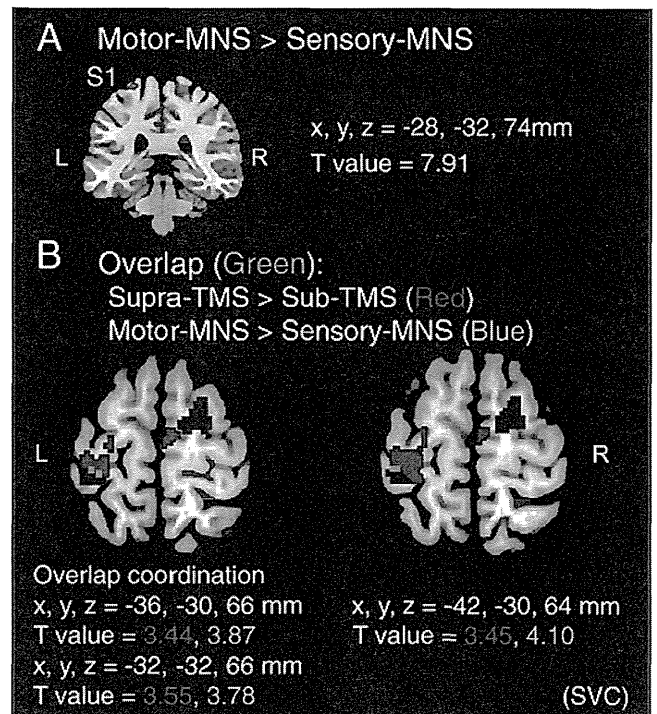 A Motor-MNS > Sensory-MNS
S1
x, y, z = -28, -32, 74mm
L R
T value = 7.91
B Overlap (Green):
Supra-TMS > Sub-TMS (Red)
Motor-MNS > Sensory-MNS (Blue)
L R
Overlap coordination
x, y, z = -36, -30, 66 mm
T value = 3.44, 3.87
x, y, z = -32, -32, 66 mm
T value = 3.55, 3.78
x, y, z = -42, -30, 64 mm
T value = 3.45, 4.10
(SVC)